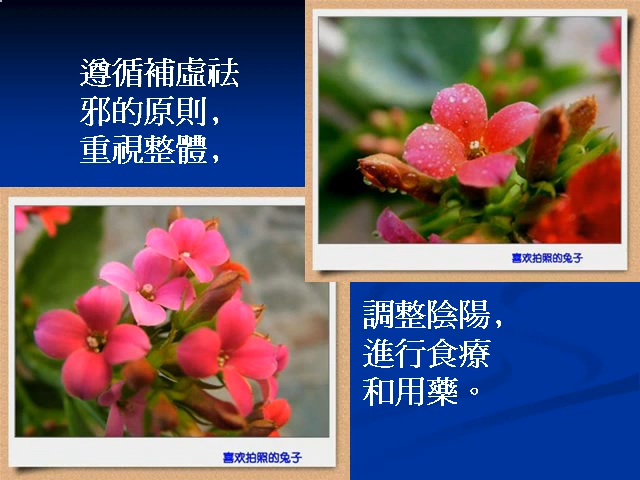 遵循補虛祛
邪的原則，
重視整體，
喜欢拍照的兔子
調整陰陽，
進行食療
和用藥。
喜欢拍照的兔子